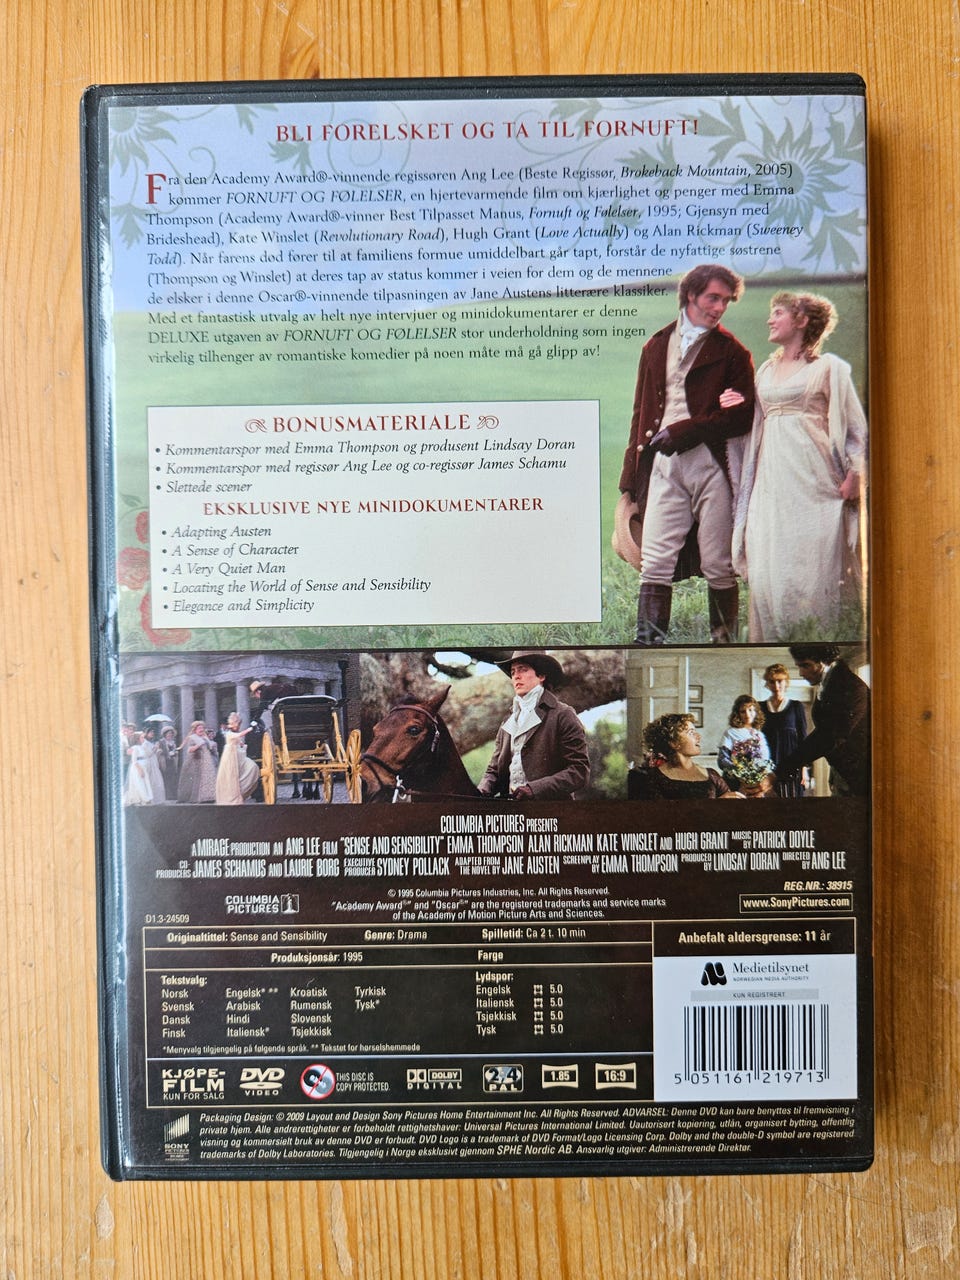 BLI FORELSKET OG TA TIL FORNUFT!
Fra den Academy Award®-vinnende regissøren Ang Lee (Beste Regissør, Brokeback Mountain, 2005)
kommer FORNUFT OG FØLELSER, en hjertevarmende film om kjærlighet og penger med Emma
Thompson (Academy Award®-vinner Best Tilpasset Manus, Fornuft og Følelser, 1995; Gjensyn med
Brideshead), Kate Winslet (Revolutionary Road), Hugh Grant (Love Actually) og Alan Rickman (Sweeney
Todd). Når farens død fører til at familiens formue umiddelbart går tapt, forstår de nyfattige søstrene
(Thompson og Winslet) at deres tap av status kommer i veien for dem og de mennene
de elsker i denne Oscar®-vinnende tilpasningen av Jane Austens litterære klassiker.
Med et fantastisk utvalg av helt nye intervjuer og minidokumentarer er denne
DELUXE utgaven av FORNUFT OG FØLELSER stor underholdning som ingen
virkelig tilhenger av romantiske komedier på noen måte må gå glipp av!
BONUSMATERIALE
• Kommentarspor med Emma Thompson og produsent Lindsay Doran
• Kommentarspor med regissør Ang Lee og co-regissør James Schamu
• Slettede scener
EKSKLUSIVE NYE MINIDOKUMENTARER
• Adapting Austen
• A Sense of Character
• A Very Quiet Man
• Locating the World of Sense and Sensibility
• Elegance and Simplicity
COLUMBIA PICTURES PRESENTS
A MIRAGE PRODUCTION AN ANG LEE FILM "SENSE AND SENSIBILITY" EMMA THOMPSON ALAN RICKMAN KATE WINSLET AND HUGH GRANT MUSIC BY PATRICK DOYLE
CO-PRODUCERS JAMES SCHAMUS AND LAURIE BORG EXECUTIVE PRODUCER SYDNEY POLLACK ADAPTED FROM THE NOVEL BY JANE AUSTEN SCREENPLAY BY EMMA THOMPSON PRODUCED BY LINDSAY DORAN DIRECTED BY ANG LEE
COLUMBIA PICTURES
© 1995 Columbia Pictures Industries, Inc. All Rights Reserved.
"Academy Award®" and "Oscar®" are the registered trademarks and service marks
of the Academy of Motion Picture Arts and Sciences.
REG.NR.: 38915
www.SonyPictures.com
D1.3-24509
Originaltittel: Sense and Sensibility Genre: Drama Spilletid: Ca 2 t. 10 min
Produksjonsår: 1995 Farge
Anbefalt aldersgrense: 11 år
Tekstvalg:
Norsk Engelsk* ** Kroatisk Tyrkisk
Svensk Arabisk Rumensk Tysk*
Dansk Hindi Slovensk
Finsk Italiensk* Tsjekkisk
*Menyvalg tilgjengelig på følgende språk. ** Tekstet for hørselshemmede
Lydspor:
Engelsk 5.0
Italiensk 5.0
Tsjekkisk 5.0
Tysk 5.0
Medietilsynet
NORWEGIAN MEDIA AUTHORITY
KUN REGISTRERT
5 051161 219713
KJØPE-
FILM
KUN FOR SALG
DVD
VIDEO
THIS DISC IS
COPY PROTECTED.
DOLBY
DIGITAL
2,4
PAL
1.85
16:9
SONY
Packaging Design: © 2009 Layout and Design Sony Pictures Home Entertainment Inc. All Rights Reserved. ADVARSEL: Denne DVD kan bare benyttes til fremvisning i
private hjem. Alle andrerettigheter er forbeholdt rettighetshaver: Universal Pictures International Limited. Uautorisert kopiering, utlån, organisert bytting, offentlig
visning og kommersielt bruk av denne DVD er forbudt. DVD Logo is a trademark of DVD Format/Logo Licensing Corp. Dolby and the double-D symbol are registered
trademarks of Dolby Laboratories. Tilgjengelig i Norge eksklusivt gjennom SPHE Nordic AB. Ansvarlig utgiver: Administrerende Direktør.